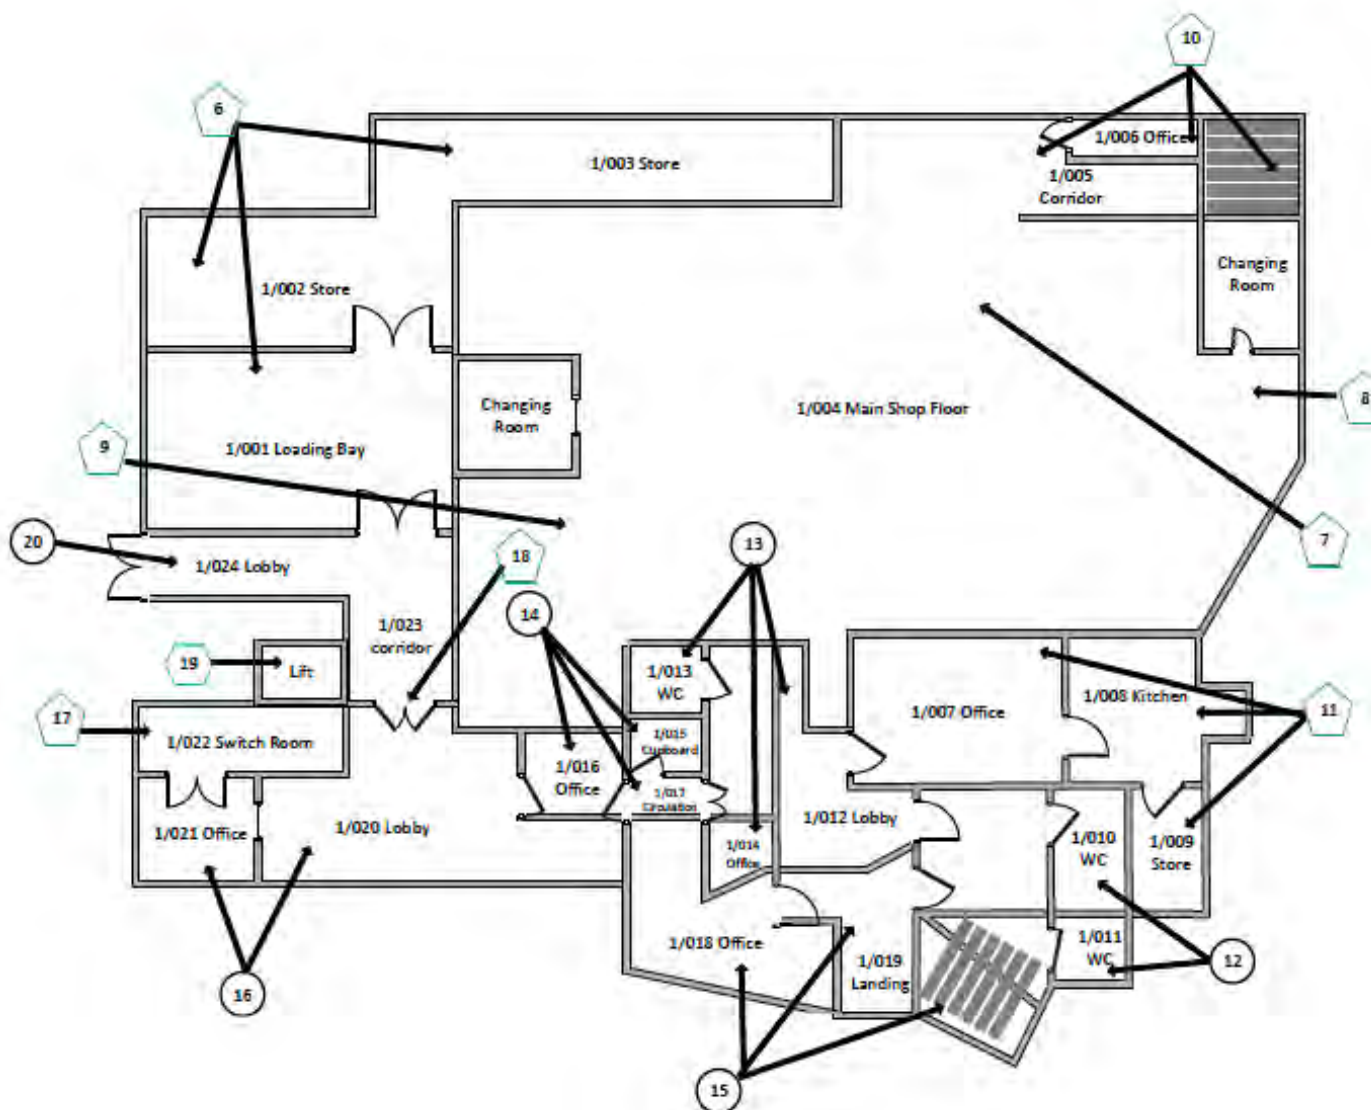 10
6
1/006 Office
1/003 Store
1/005
Corridor
Changing
Room
1/002 Store
8
1/004 Main Shop Floor
Changing
Room
9
1/001 Loading Bay
20
1/024 Lobby
18
13
7
14
1/023
corridor
19
Lift
1/013
WC
1/008 Kitchen
1/007 Office
11
17
1/022 Switch Room
1/015
Cupboard
1/016
Office
1/017
Circulation
1/021 Office
1/020 Lobby
1/012 Lobby
1/014
Office
1/010
WC
1/009
Store
1/018 Office
1/011
WC
12
1/019
Landing
16
15